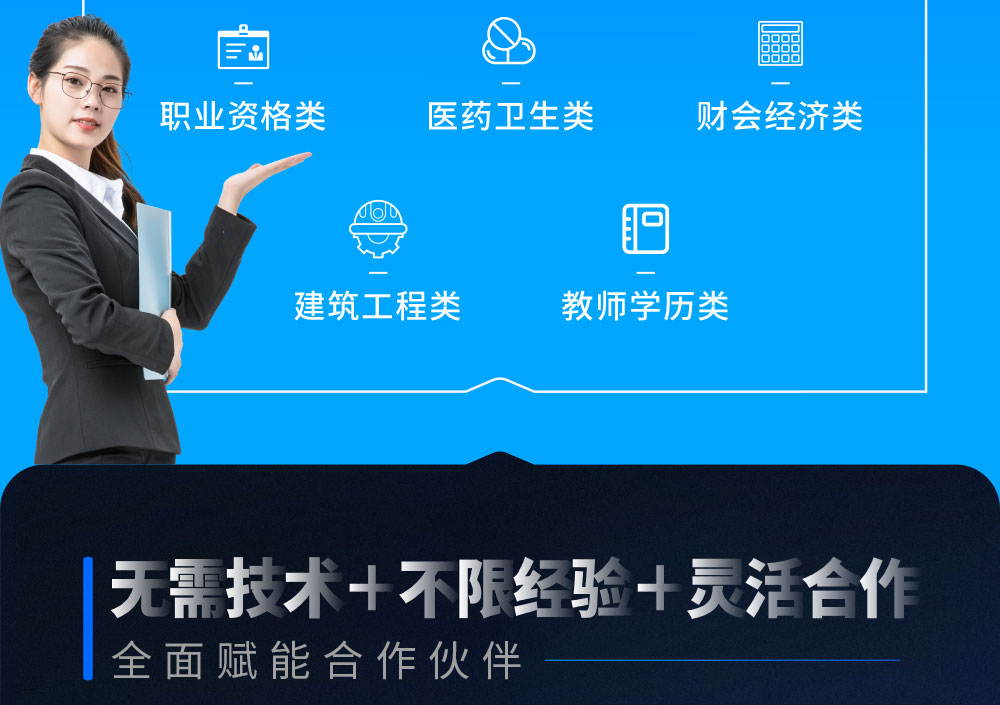 职业资格类
医药卫生类
财会经济类
建筑工程类
教师学历类
无需技术+不限经验+灵活合作
全面赋能合作伙伴